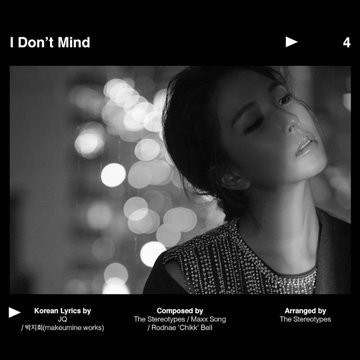 I Don't Mind
4
Korean Lyrics by
JQ
/ 박지희(makeumine works)
Composed by
The Stereotypes / Maxx Song
/ Rodnae 'Chikk' Bell
Arranged by
The Stereotypes